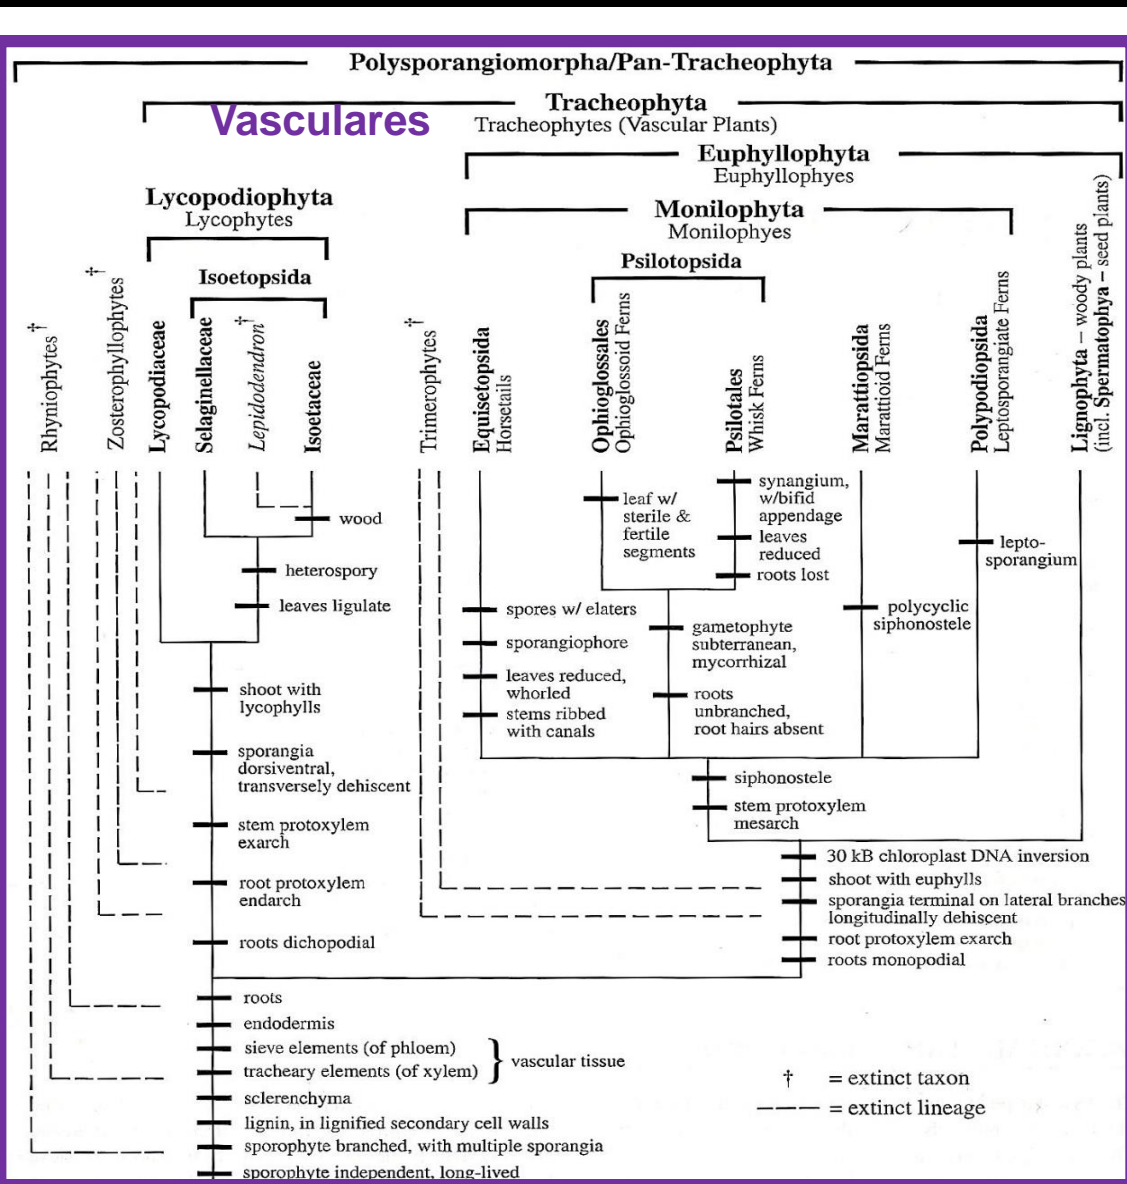 Polysporangiomorpha/Pan-Tracheophyta
Tracheophyta
Vasculares
Tracheophytes (Vascular Plants)
Euphyllophyta
Euphyllophyes
Lycopodiophyta
Lycophytes
Monilophyta
Monilophyes
Isoetopsida
Psilotopsida
Rhyniophytes †
Zosterophyllophytes †
Lycopodiaceae
Selaginellaceae
Lepidodendron †
Isoetaceae
Trimerophytes †
Equisetopsida
Horsetails
Ophioglossales
Ophioglossoid Ferns
Psilotales
Whisk Ferns
Marattiopsida
Marattioid Ferns
Polypodiopsida
Leptosporangiate Ferns
Lignophyta – woody plants
(incl. Spermatophya – seed plants)
wood
heterospory
leaves ligulate
shoot with
lycophylls
sporangia
dorsiventral,
transversely dehiscent
stem protoxylem
exarch
root protoxylem
endarch
roots dichopodial
spores w/ elaters
sporangiophore
leaves reduced,
whorled
stems ribbed
with canals
leaf w/
sterile &
fertile
segments
synangium,
w/bifid
appendage
leaves
reduced
roots lost
gametophyte
subterranean,
mycorrhizal
roots
unbranched,
root hairs absent
polycyclic
siphonostele
lepto-
sporangium
siphonostele
stem protoxylem
mesarch
30 kB chloroplast DNA inversion
shoot with euphylls
sporangia terminal on lateral branches
longitudinally dehiscent
root protoxylem exarch
roots monopodial
roots
endodermis
sieve elements (of phloem)
tracheary elements (of xylem)
vascular tissue
sclerenchyma
lignin, in lignified secondary cell walls
sporophyte branched, with multiple sporangia
sporophyte independent, long-lived
† = extinct taxon
= extinct lineage